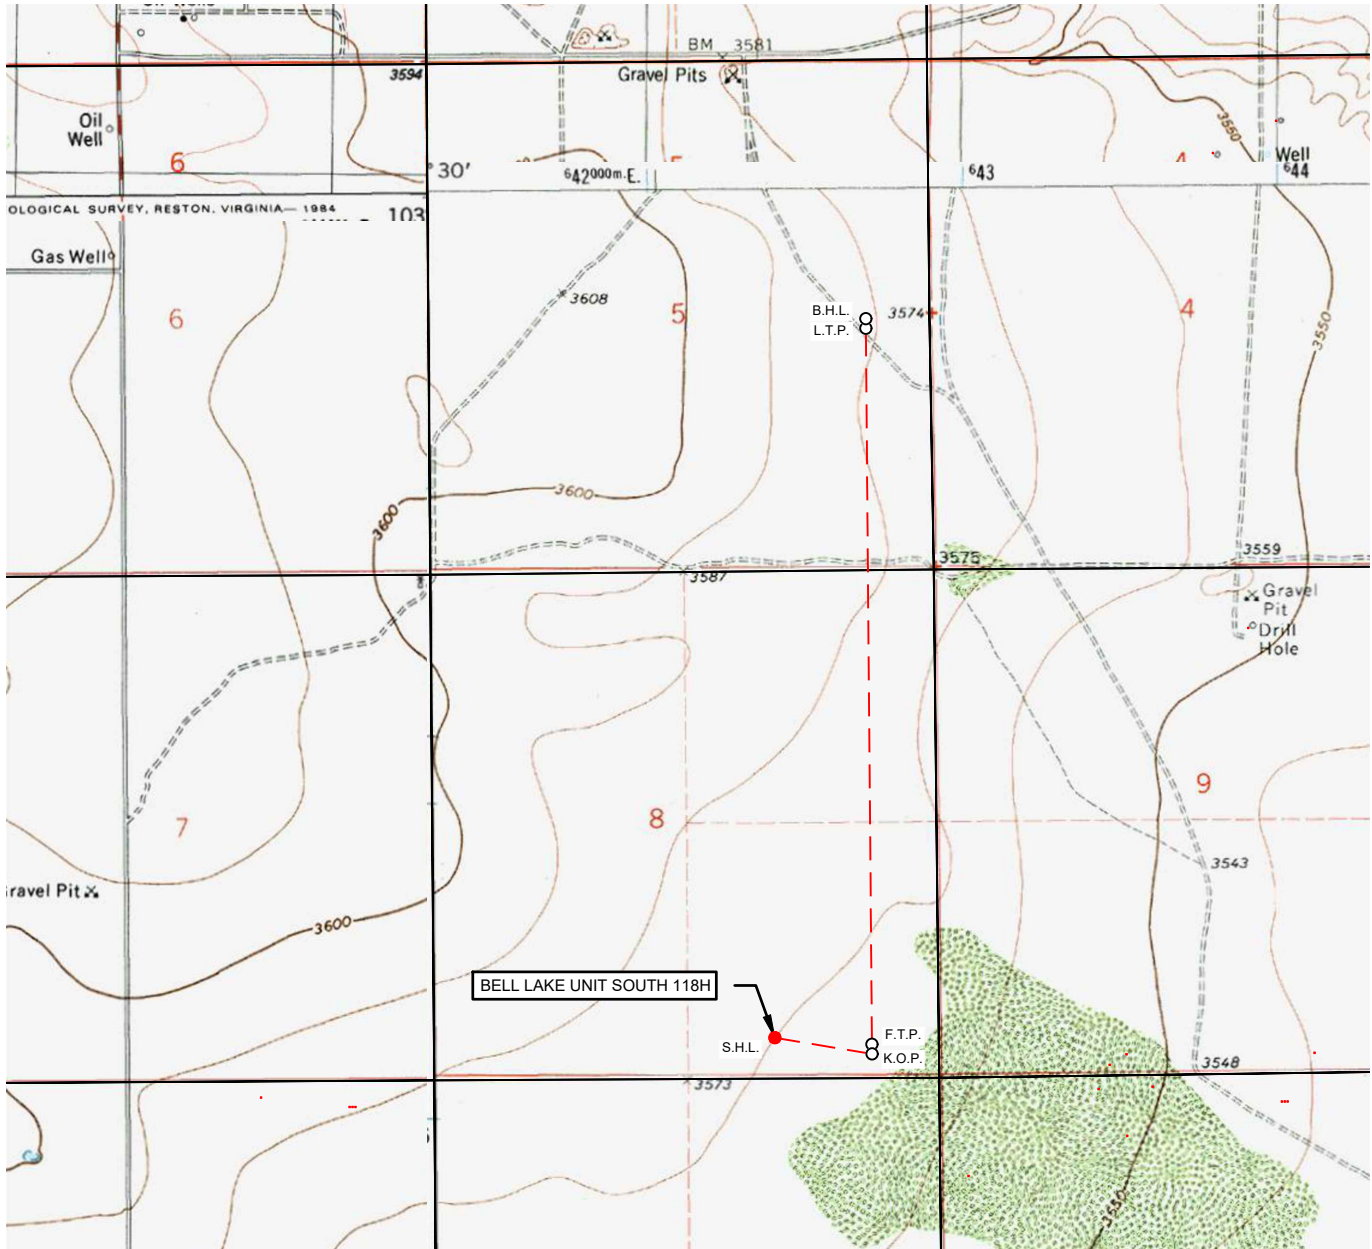 BM 3581
3594
Gravel Pits
Oil
Well
6
3550
Well
30'
642000m.E.
643
644
OLOGICAL SURVEY, RESTON, VIRGINIA— 1984
103
Gas Well
3608
6
5
B.H.L.
L.T.P.
3574
4
3550
3600
3600
3587
3575
3559
Gravel
Pit
Drill
Hole
7
8
9
3543
ravel Pit
3600
BELL LAKE UNIT SOUTH 118H
S.H.L.
F.T.P.
K.O.P.
3573
3548
3550